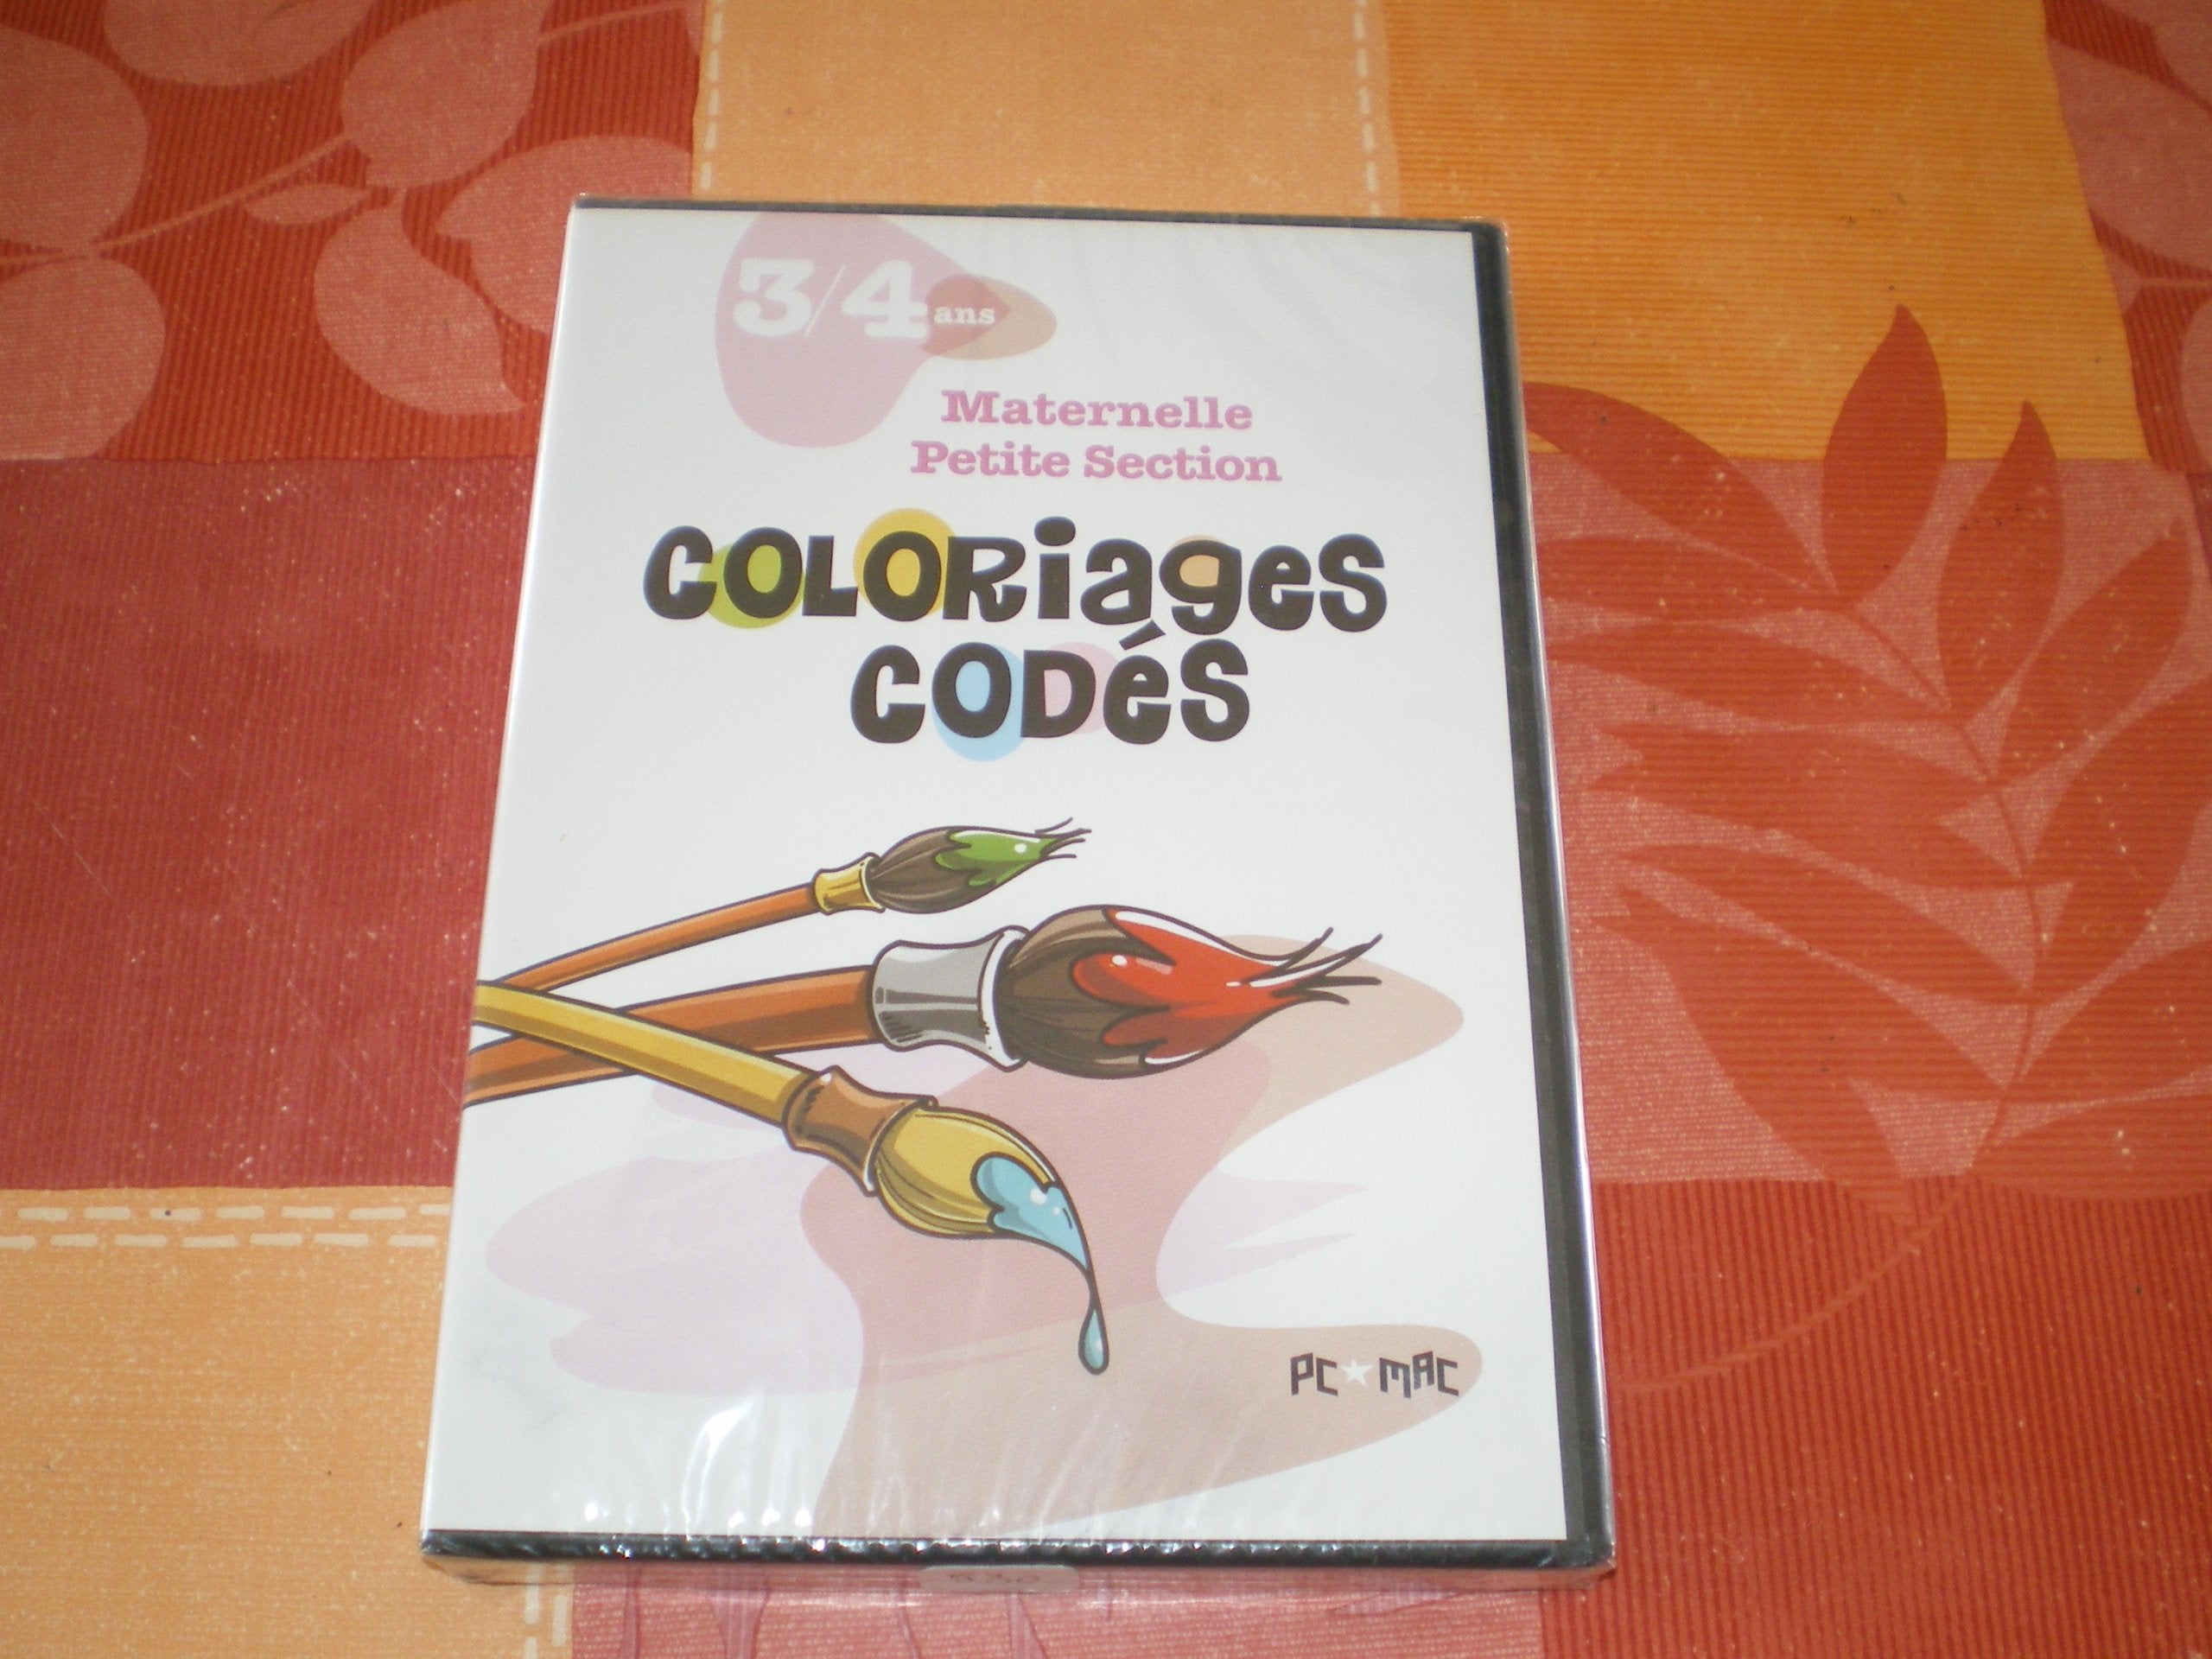 3/4 ans
Maternelle
Petite Section
COLORiages
CODéS
PC★MAC